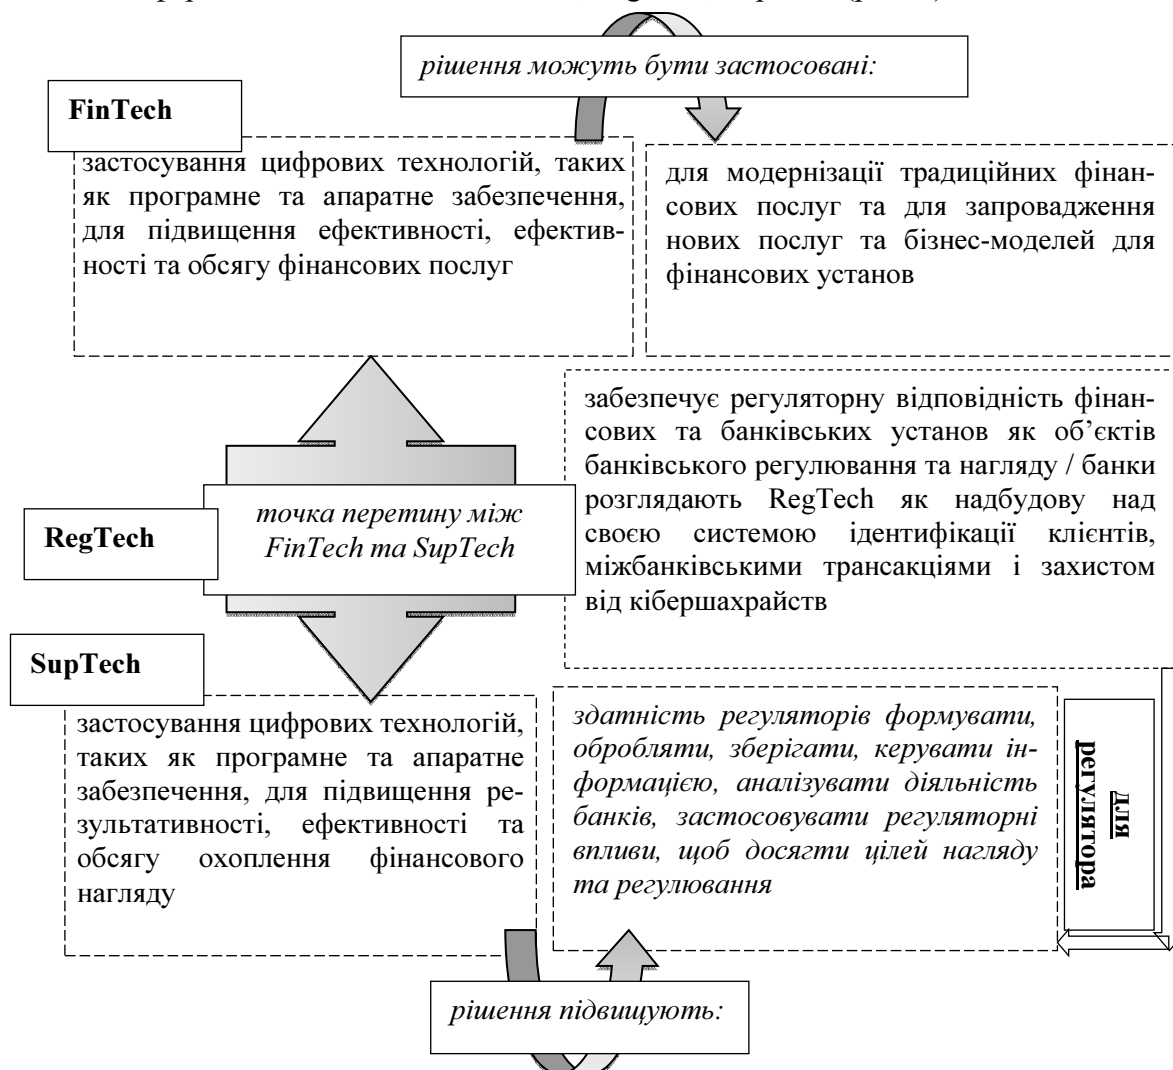 рішення можуть бути застосовані:
FinTech
застосування цифрових технологій, таких
як програмне та апаратне забезпечення,
для підвищення ефективності, ефектив-
ності та обсягу фінансових послуг
для модернізації традиційних фінан-
сових послуг та для запровадження
нових послуг та бізнес-моделей для
фінансових установ
забезпечує регуляторну відповідність фінан-
сових та банківських установ як об’єктів
банківського регулювання та нагляду / банки
розглядають RegTech як надбудову над
своєю системою ідентифікації клієнтів,
міжбанківськими трансакціями і захистом
від кібершахрайств
RegTech
точка перетину між
FinTech та SupTech
SupTech
застосування цифрових технологій,
таких як програмне та апаратне
забезпечення, для підвищення ре-
зультативності, ефективності та
обсягу охоплення фінансового
нагляду
здатність регуляторів формувати,
обробляти, зберігати, керувати ін-
формацією, аналізувати діяльність
банків, застосовувати регуляторні
впливи, щоб досягти цілей нагляду
та регулювання
для
регулятора
рішення підвищують: